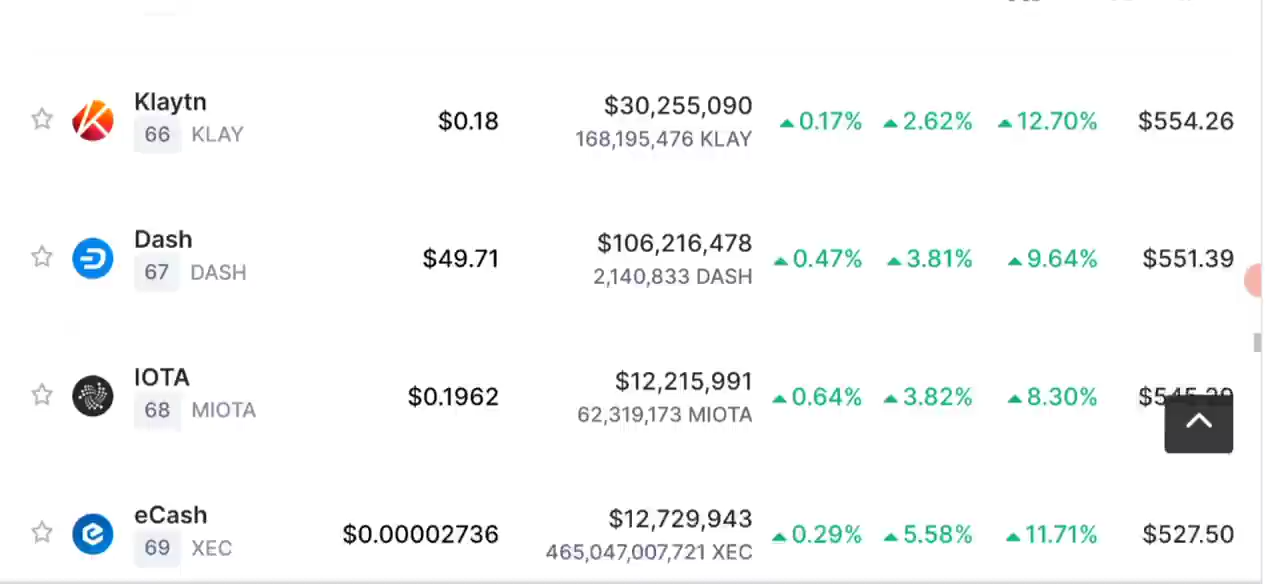 Klaytn
66 KLAY
$0.18
$30,255,090
168,195,476 KLAY
0.17% 2.62% 12.70% $554.26
Dash
67 DASH
$49.71
$106,216,478
2,140,833 DASH
0.47% 3.81% 9.64% $551.39
IOTA
68 MIOTA
$0.1962
$12,215,991
62,319,173 MIOTA
0.64% 3.82% 8.30%
eCash
69 XEC
$0.00002736
$12,729,943
465,047,007,721 XEC
0.29% 5.58% 11.71% $527.50